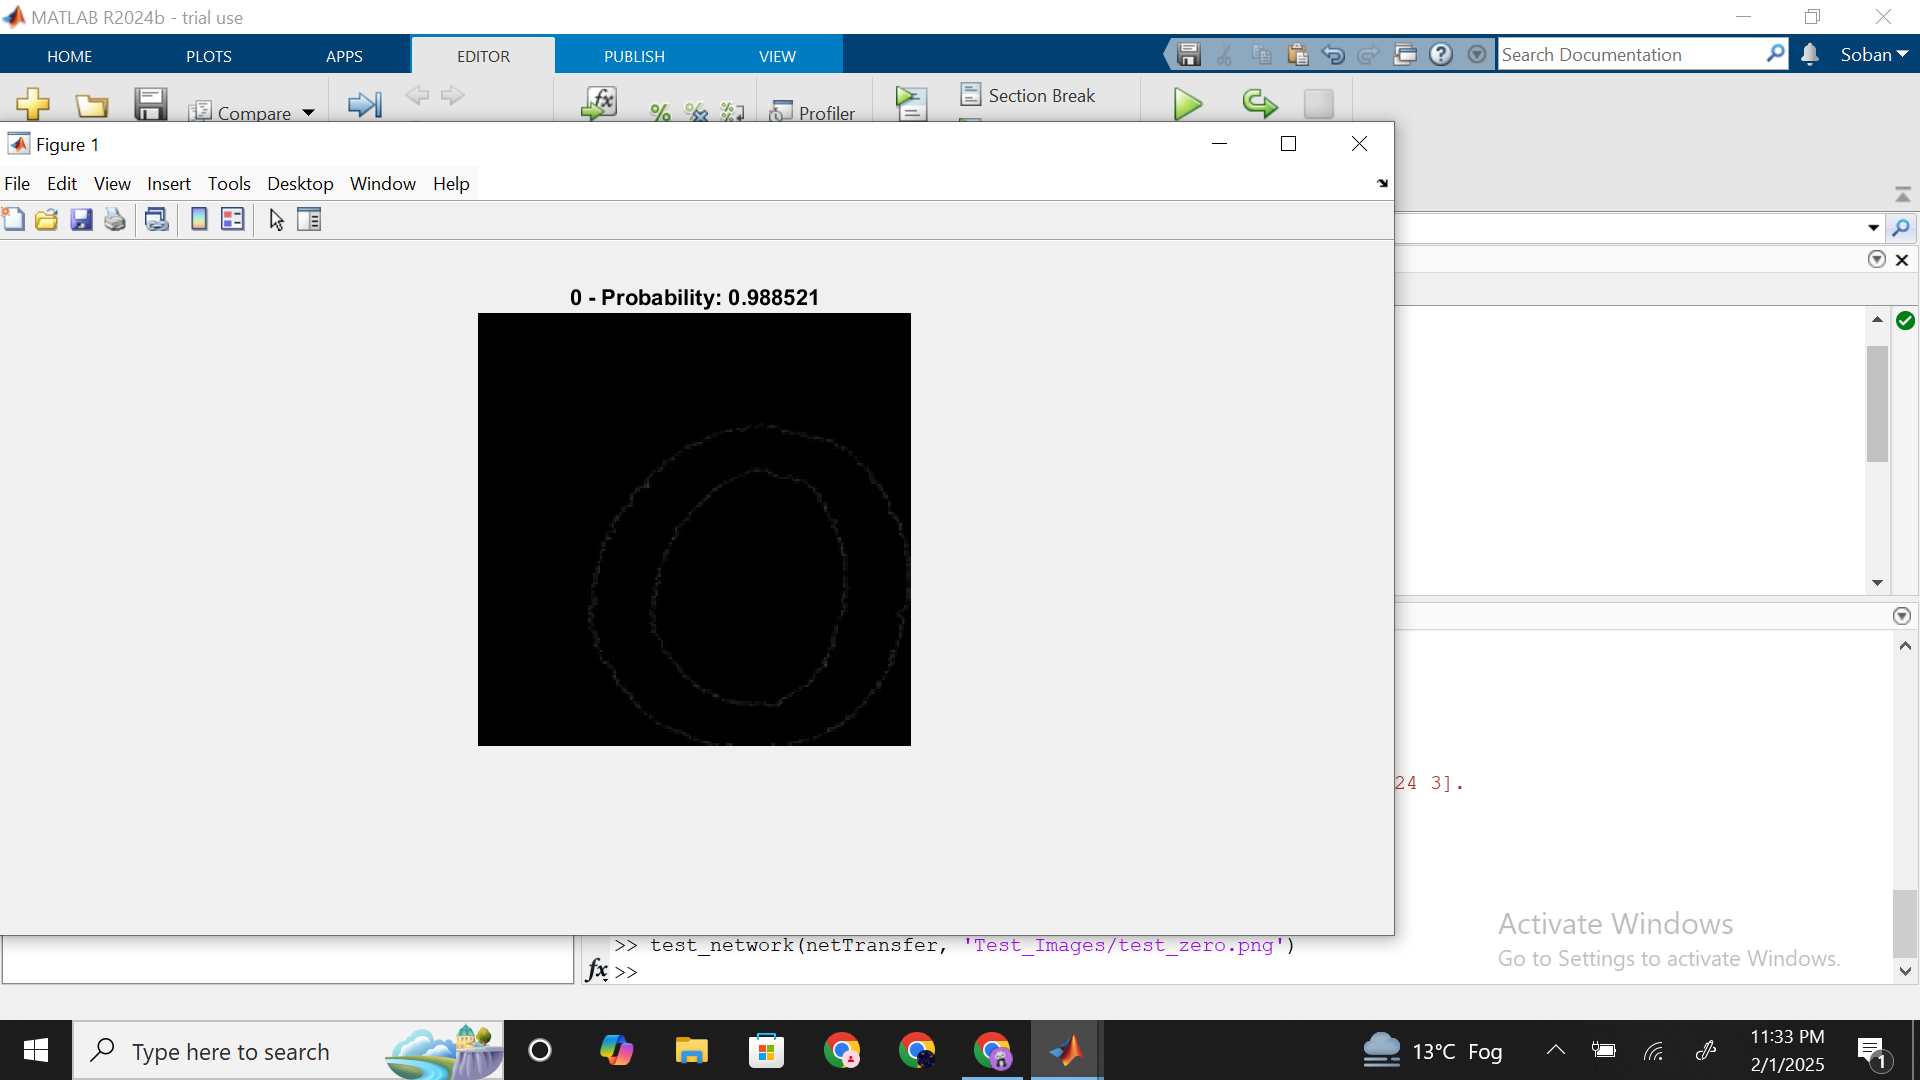 MATLAB R2024b - trial use
HOME PLOTS APPS EDITOR PUBLISH VIEW
Search Documentation
Soban
Compare
Profiler
Section Break
Figure 1
File Edit View Insert Tools Desktop Window Help
0 - Probability: 0.988521
24 3].
>> test_network(netTransfer, 'Test_Images/test_zero.png')
fx >>
Activate Windows
Go to Settings to activate Windows.
Type here to search
13°C Fog
11:33 PM
2/1/2025
1